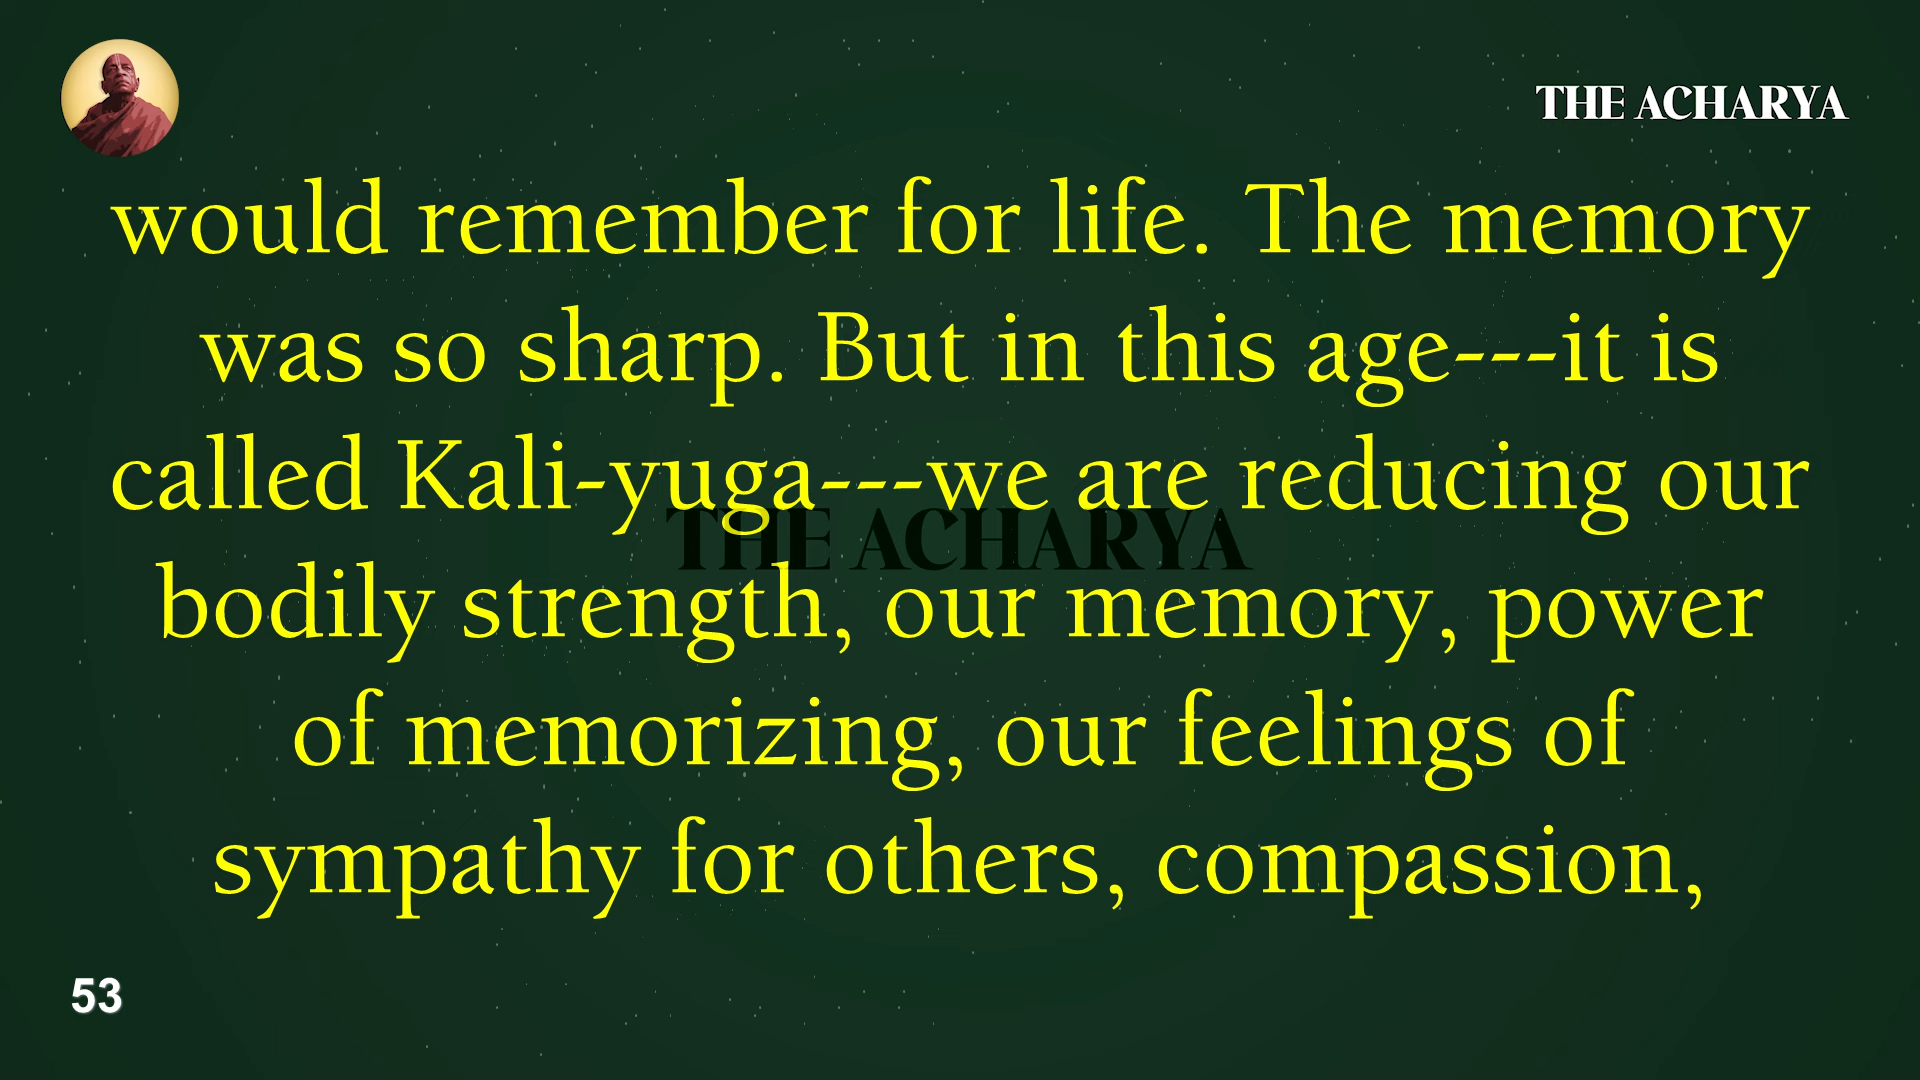 THE ACHARYA
would remember for life. The memory
was so sharp. But in this age---it is
called Kali-yuga---we are reducing our
THE ACHARYA
bodily strength, our memory, power
of memorizing, our feelings of
sympathy for others, compassion,
53